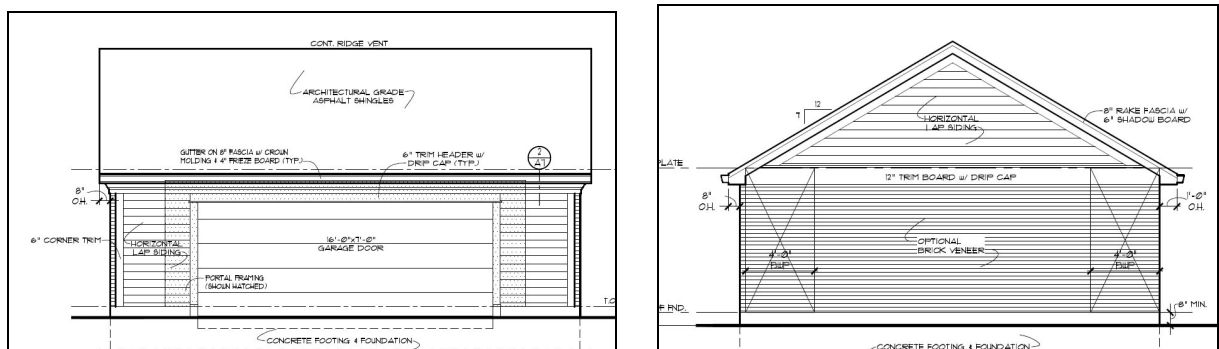 CONT. RIDGE VENT
ARCHITECTURAL GRADE
ASPHALT SHINGLES
GUTTER ON 8" FASCIA W/ CROWN
MOLDING & 4" FRIEZE BOARD (TYP.)
6" TRIM HEADER W/
DRIP CAP (TYP.)
2
A7
8"
O.H.
6" CORNER TRIM
HORIZONTAL
LAP SIDING
16'-0"x7'-0"
GARAGE DOOR
PORTAL FRAMING
(SHOWN HATCHED)
T.O
CONCRETE FOOTING & FOUNDATION
12
7
HORIZONTAL
LAP SIDING
8" RAKE FASCIA W/
6" SHADOW BOARD
PLATE
12" TRIM BOARD W/ DRIP CAP
8"
O.H.
1'-0"
O.H.
OPTIONAL
BRICK VENEER
4'-0"
BWP
4'-0"
BWP
F FND.
8" MIN.
CONCRETE FOOTING & FOUNDATION